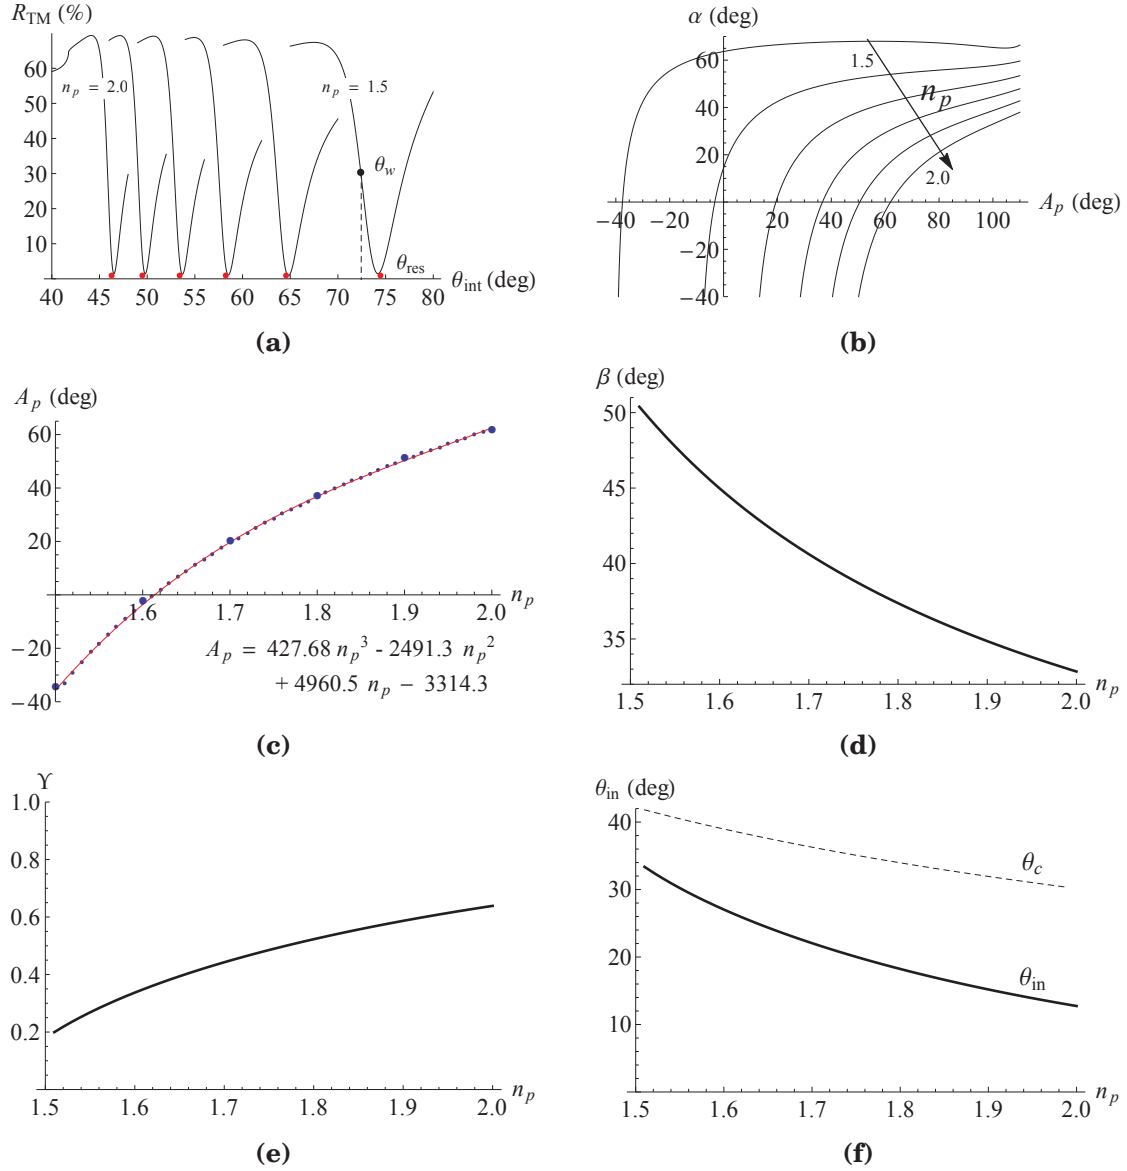 R_TM (%)
60
50
40
30
20
10
n_p = 2.0
n_p = 1.5
θ_w
θ_res
θ_int (deg)
40 45 50 55 60 65 70 75 80
(a)
α (deg)
60
40
20
−20
−40
1.5
n_p
2.0
−40 −20 0 20 40 60 80 100
A_p (deg)
(b)
A_p (deg)
60
40
20
−20
−40
1.6 1.7 1.8 1.9 2.0
n_p
A_p = 427.68 n_p^3 - 2491.3 n_p^2
+ 4960.5 n_p − 3314.3
(c)
β (deg)
50
45
40
35
1.5 1.6 1.7 1.8 1.9 2.0
n_p
(d)
ϒ
1.0
0.8
0.6
0.4
0.2
1.5 1.6 1.7 1.8 1.9 2.0
n_p
(e)
θ_in (deg)
40
30
20
10
θ_c
θ_in
1.5 1.6 1.7 1.8 1.9 2.0
n_p
(f)